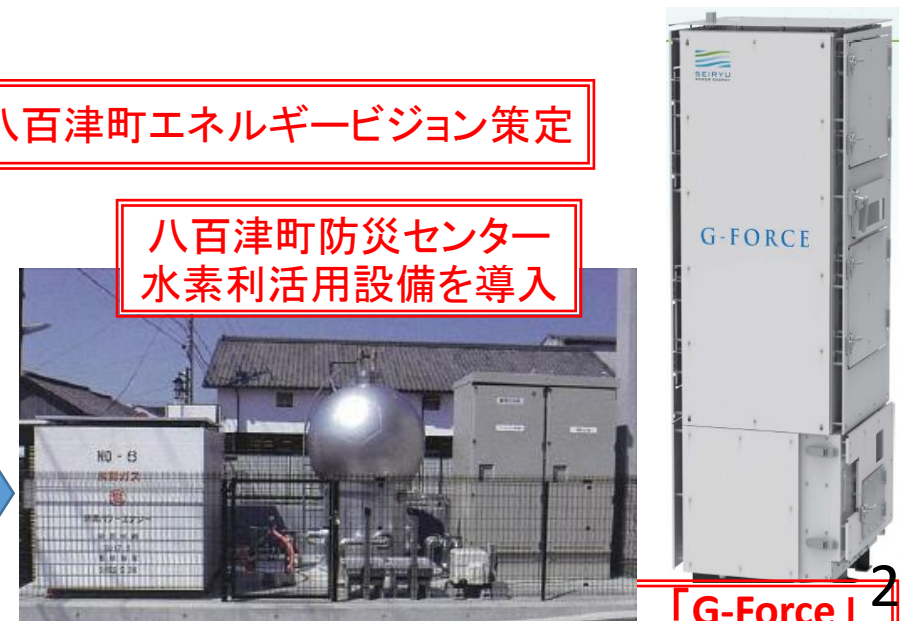 八百津町エネルギービジョン策定
八百津町防災センター
水素利活用設備を導入
SEIRYU
POWER ENERGY
G-FORCE
NO-6
「G-Force」
2